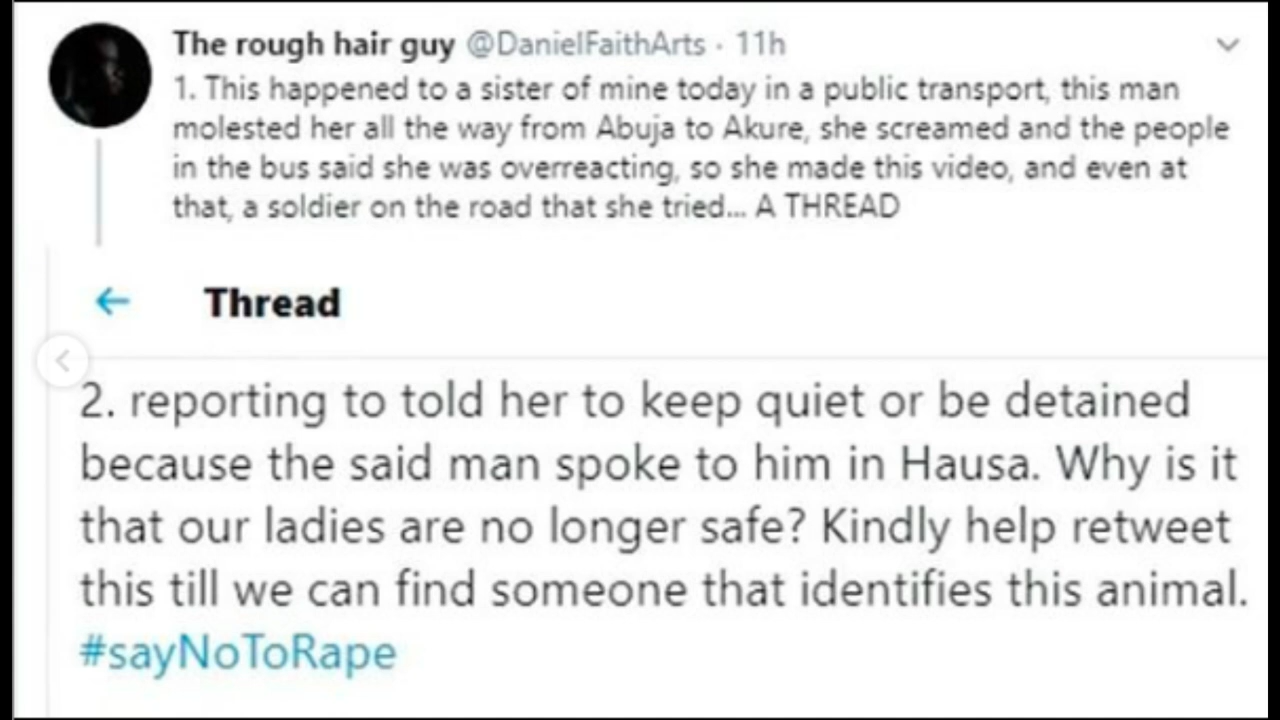 The rough hair guy @DanielFaithArts · 11h
1. This happened to a sister of mine today in a public transport, this man
molested her all the way from Abuja to Akure, she screamed and the people
in the bus said she was overreacting, so she made this video, and even at
that, a soldier on the road that she tried... A THREAD
Thread
2. reporting to told her to keep quiet or be detained
because the said man spoke to him in Hausa. Why is it
that our ladies are no longer safe? Kindly help retweet
this till we can find someone that identifies this animal.
#sayNoToRape